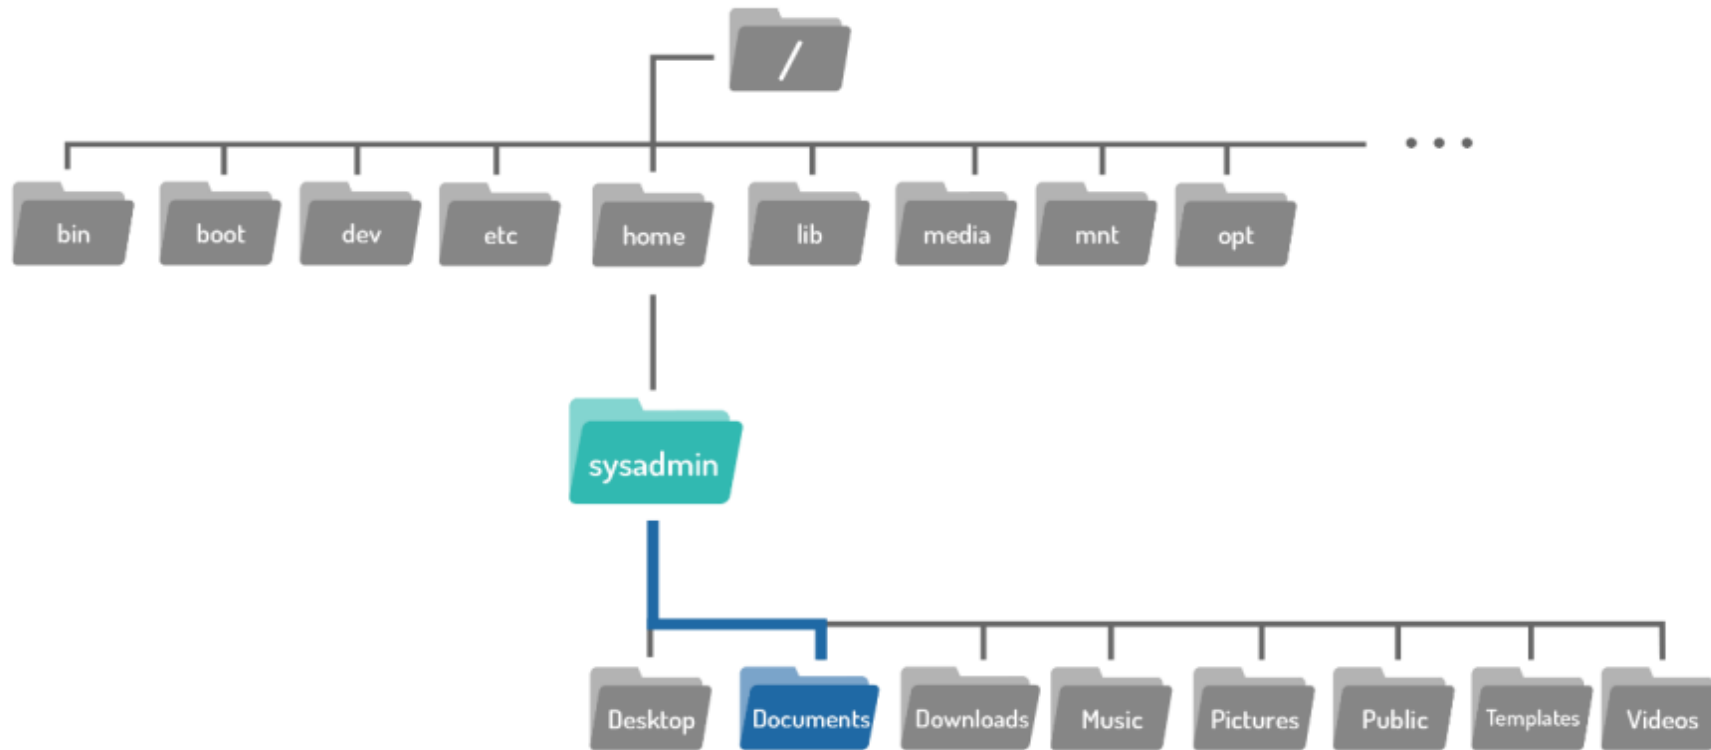 /
bin
boot
dev
etc
home
lib
media
mnt
opt
sysadmin
Desktop
Documents
Downloads
Music
Pictures
Public
Templates
Videos